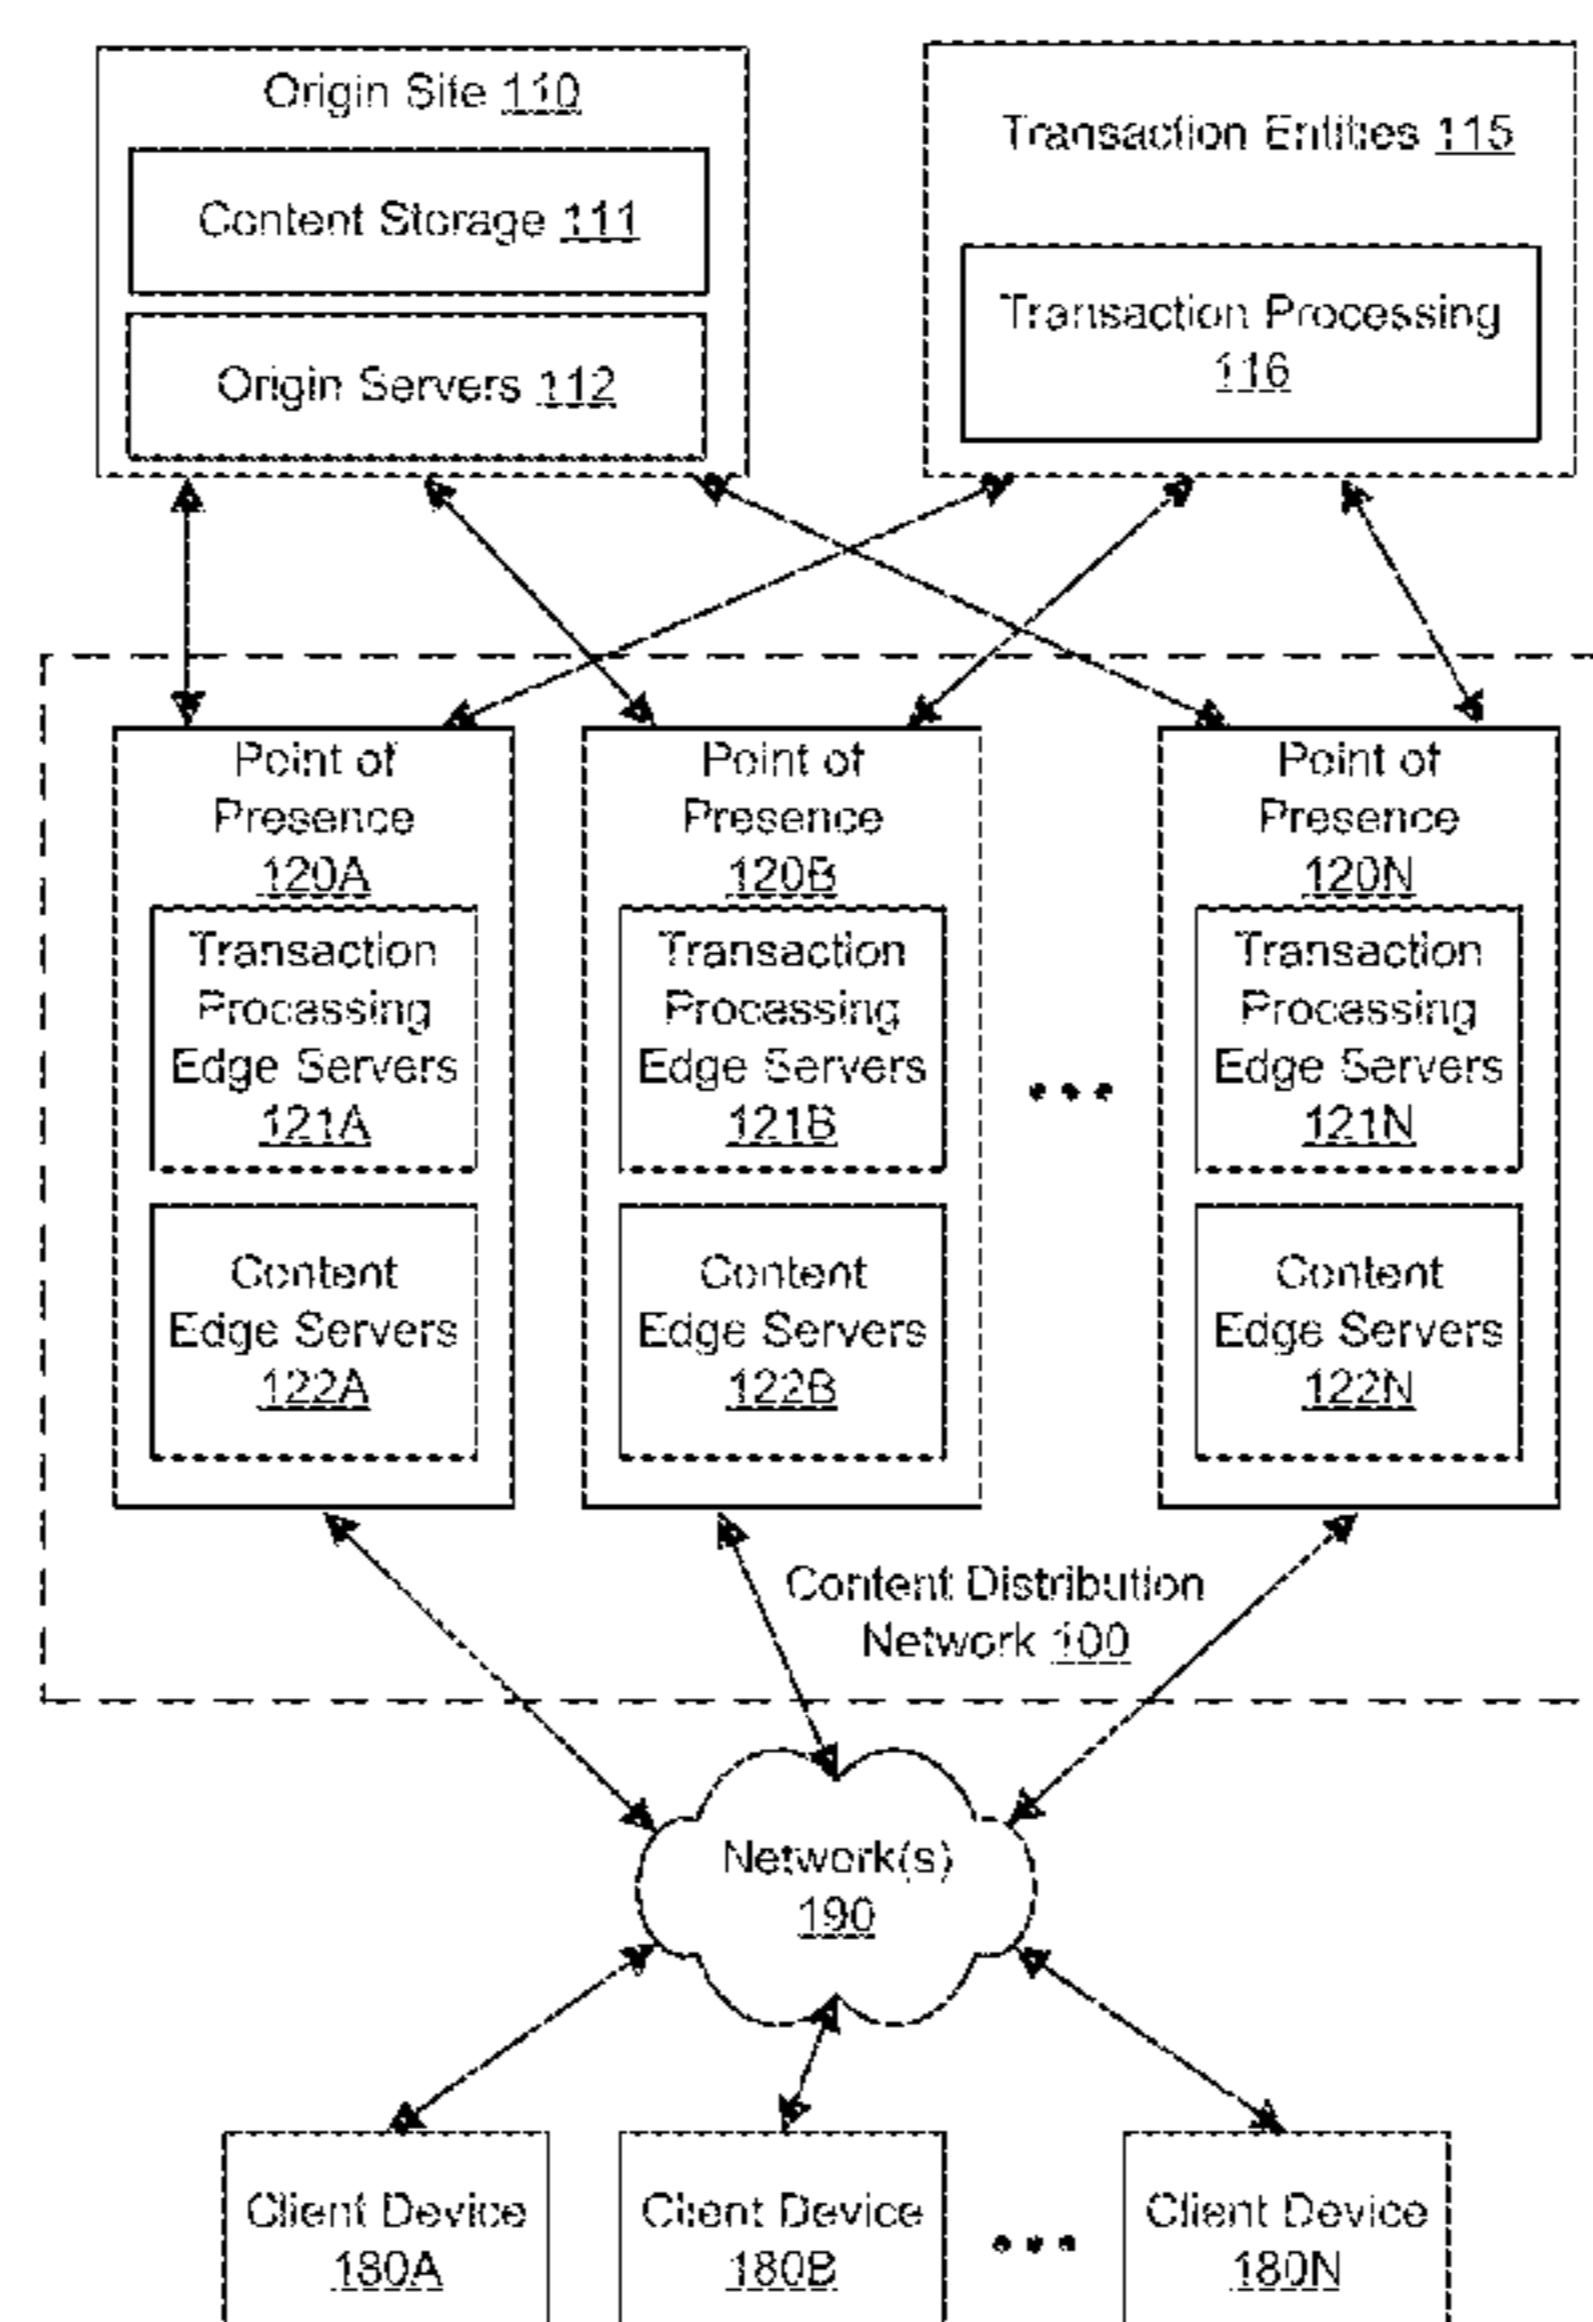 Origin Site 110
Content Storage 111
Origin Servers 112
Transaction Entities 115
Transaction Processing
116
Point of
Presence
120A
Transaction
Processing
Edge Servers
121A
Content
Edge Servers
122A
Point of
Presence
120B
Transaction
Processing
Edge Servers
121B
Content
Edge Servers
122B
Point of
Presence
120N
Transaction
Processing
Edge Servers
121N
Content
Edge Servers
122N
Content Distribution
Network 100
Network(s)
190
Client Device
180A
Client Device
180B
Client Device
180N